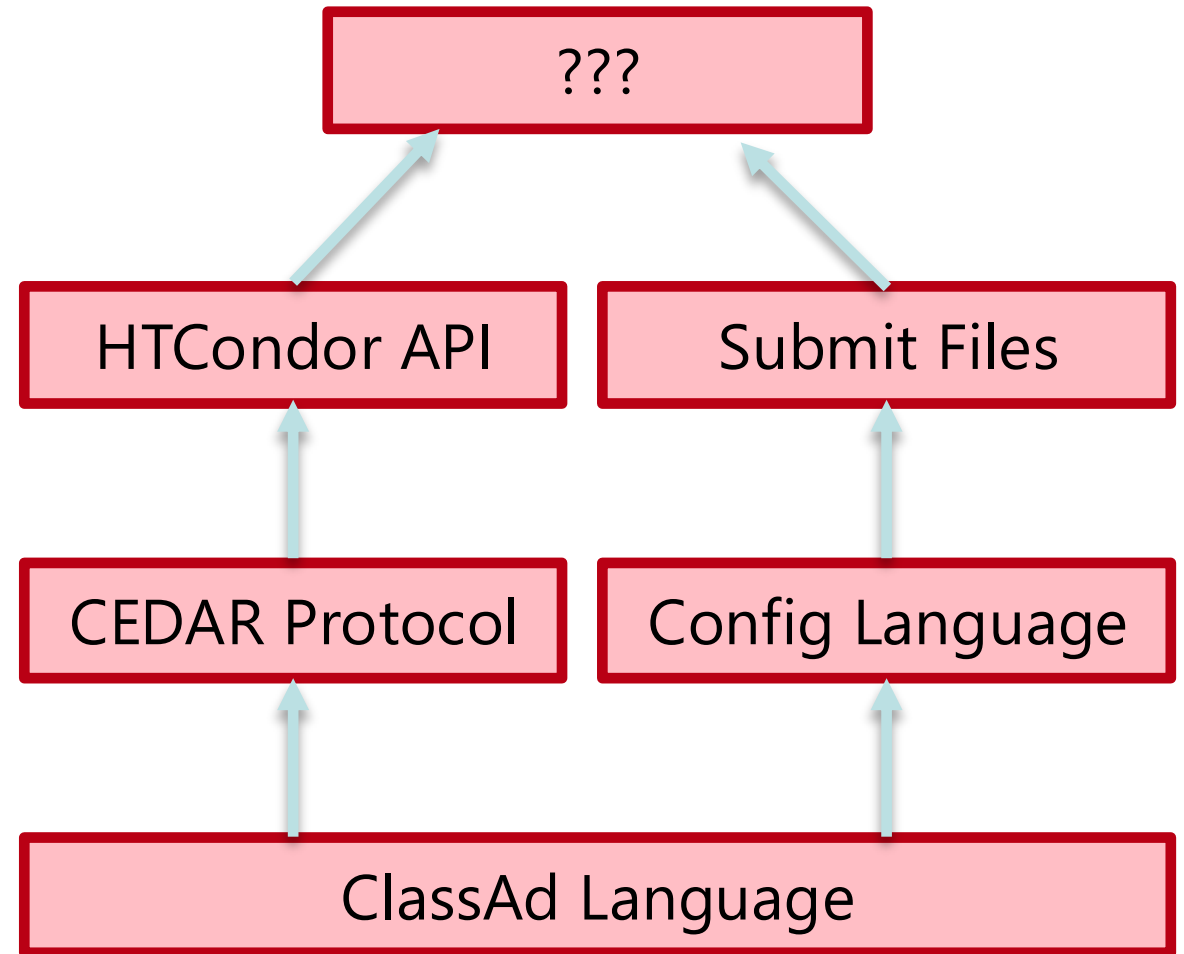 ???
HTCondor API
Submit Files
CEDAR Protocol
Config Language
ClassAd Language